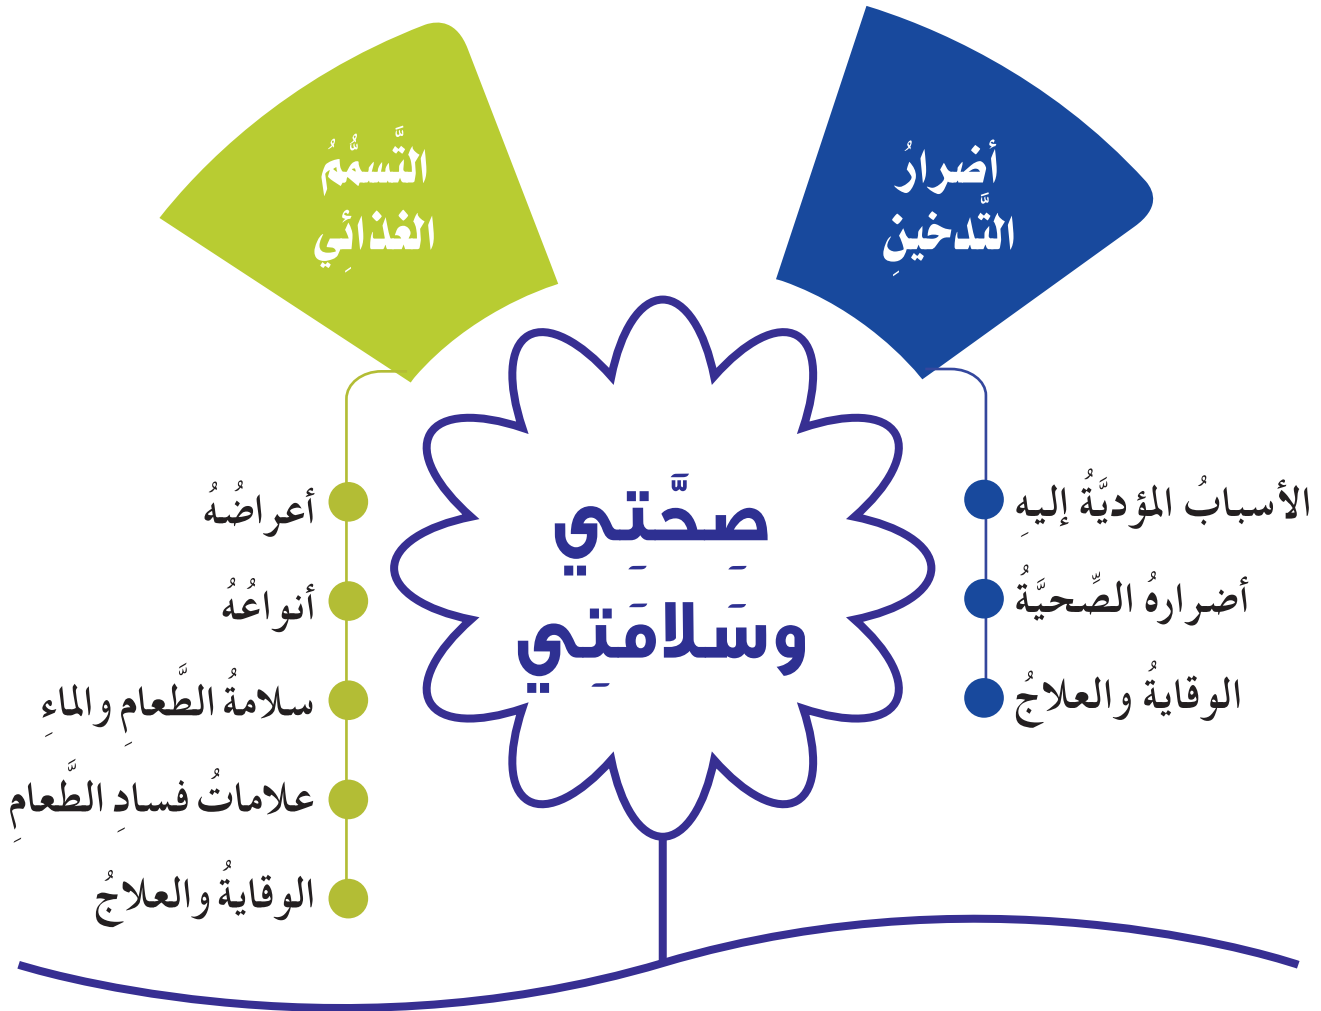 أضرارُ
التَّدخينِ
الأسبابُ المؤديَّةُ إليهِ
أضرارهُ الصِّحيَّةُ
الوقايةُ والعلاجُ
صِحَّتِي
وسَلامَتِي
التَّسمُّمُ
الغذائِي
أعراضُهُ
أنواعُهُ
سلامةُ الطَّعامِ والماءِ
علاماتُ فسادِ الطَّعامِ
الوقايةُ والعلاجُ